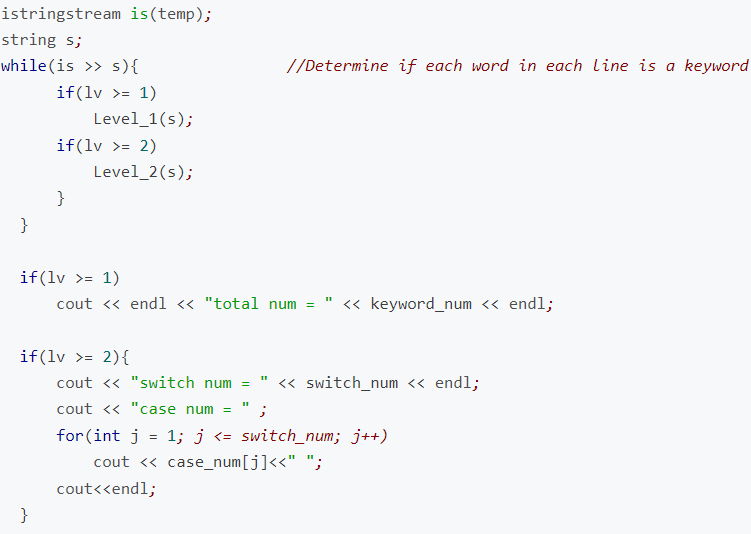 istringstream is(temp);
string s;
while(is >> s){                //Determine if each word in each line is a keyword
      if(lv >= 1)
          Level_1(s);
      if(lv >= 2)
          Level_2(s);
      }
  }

  if(lv >= 1)
      cout << endl << "total num = " << keyword_num << endl;

  if(lv >= 2){
      cout << "switch num = " << switch_num << endl;
      cout << "case num = " ;
      for(int j = 1; j <= switch_num; j++)
          cout << case_num[j]<<" ";
      cout<<endl;
  }